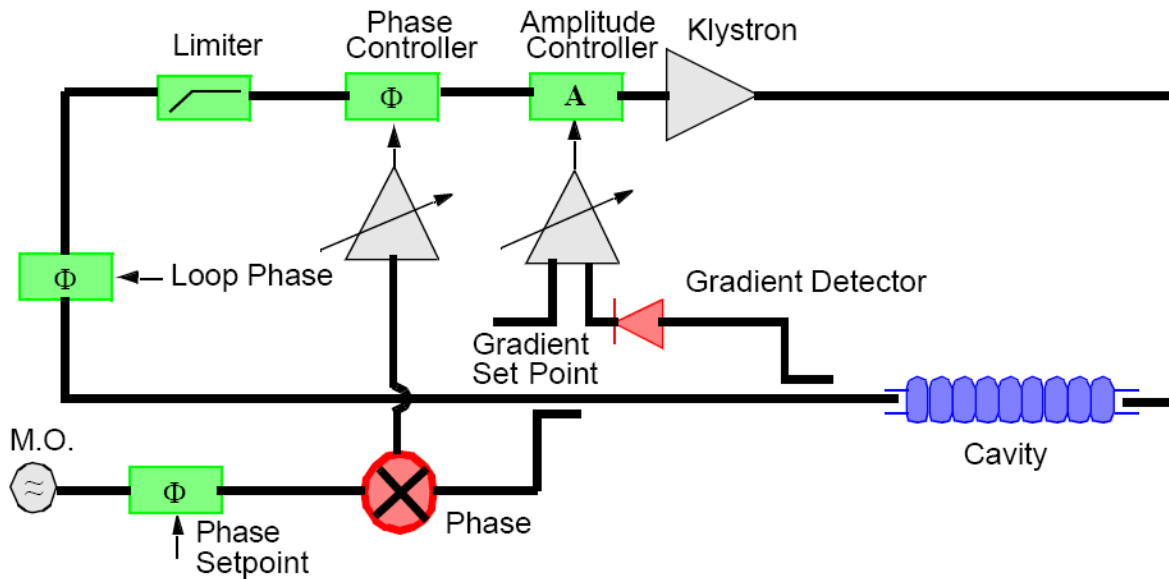 Limiter
Phase
Controller
Amplitude
Controller
Klystron
Φ
A
Φ
Loop Phase
Gradient Detector
Gradient
Set Point
M.O.
≈
Φ
Phase
Setpoint
Phase
Cavity